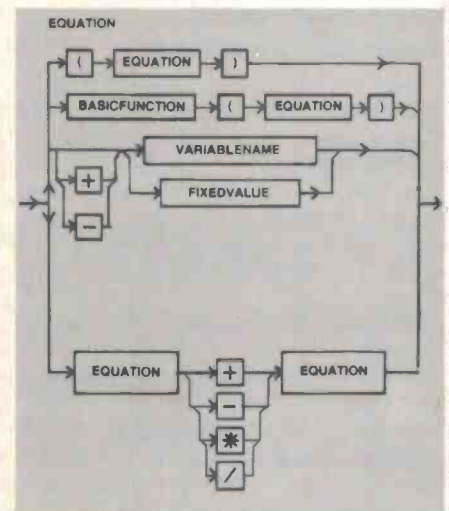 EQUATION
( EQUATION )
BASICFUNCTION ( EQUATION )
VARIABLENAME
+
FIXEDVALUE
-
EQUATION + EQUATION
-
*
/